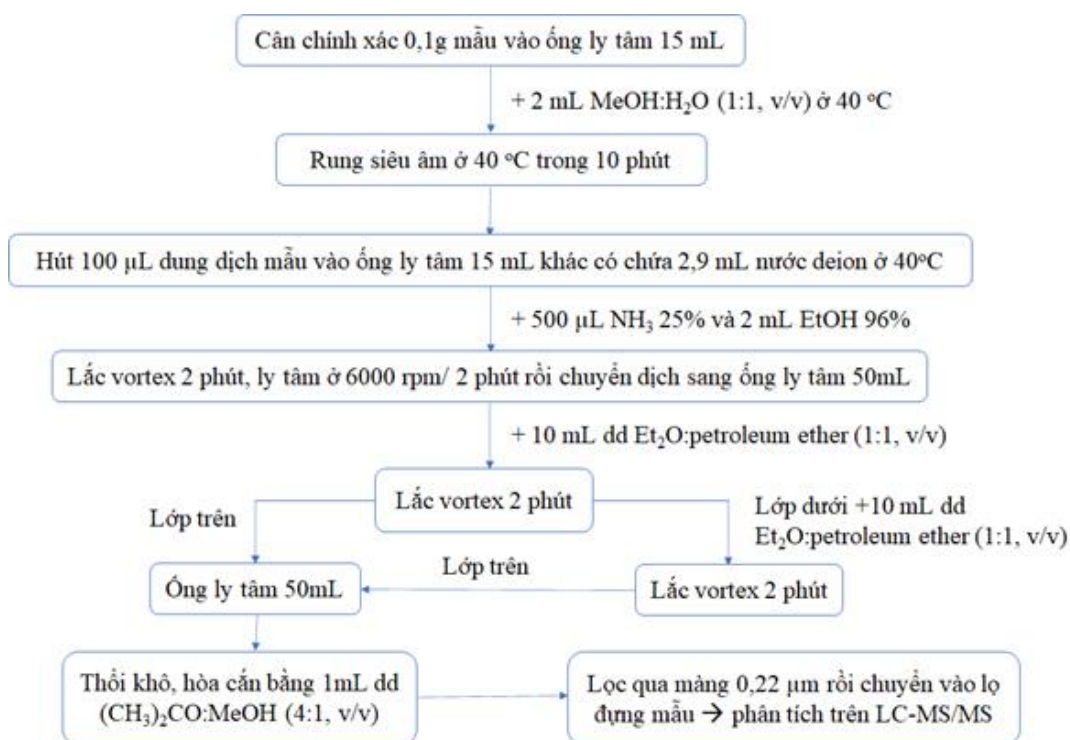 Cân chính xác 0,1g mẫu vào ống ly tâm 15 mL
+ 2 mL MeOH:H₂O (1:1, v/v) ở 40 °C
Rung siêu âm ở 40 °C trong 10 phút
Hút 100 µL dung dịch mẫu vào ống ly tâm 15 mL khác có chứa 2,9 mL nước deion ở 40°C
+ 500 µL NH₃ 25% và 2 mL EtOH 96%
Lắc vortex 2 phút, ly tâm ở 6000 rpm/ 2 phút rồi chuyển dịch sang ống ly tâm 50mL
+ 10 mL dd Et₂O:petroleum ether (1:1, v/v)
Lắc vortex 2 phút
Lớp trên
Lớp dưới +10 mL dd
Et₂O:petroleum ether (1:1, v/v)
Lớp trên
Ống ly tâm 50mL
Lắc vortex 2 phút
Thổi khô, hòa cắn bằng 1mL dd
(CH₃)₂CO:MeOH (4:1, v/v)
Lọc qua màng 0,22 µm rồi chuyển vào lọ
đựng mẫu → phân tích trên LC-MS/MS